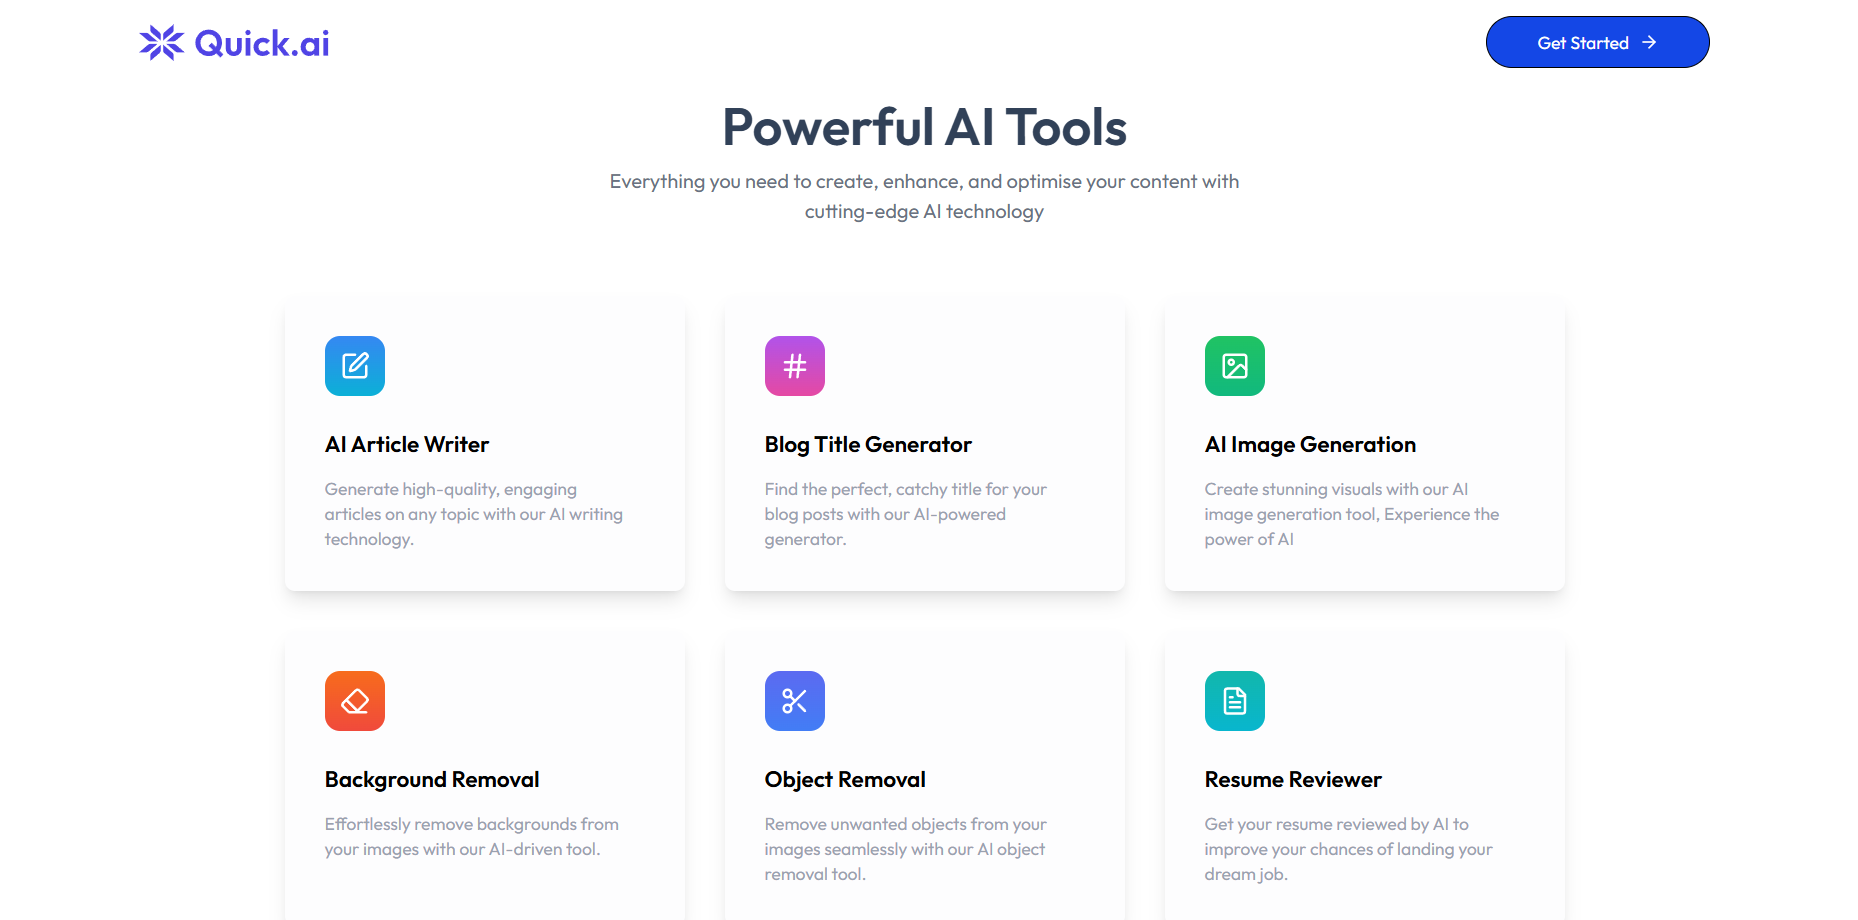 Quick.ai
Get Started
Powerful AI Tools
Everything you need to create, enhance, and optimise your content with
cutting-edge AI technology
AI Article Writer
Generate high-quality, engaging
articles on any topic with our AI writing
technology.
Blog Title Generator
Find the perfect, catchy title for your
blog posts with our AI-powered
generator.
AI Image Generation
Create stunning visuals with our AI
image generation tool, Experience the
power of AI
Background Removal
Effortlessly remove backgrounds from
your images with our AI-driven tool.
Object Removal
Remove unwanted objects from your
images seamlessly with our AI object
removal tool.
Resume Reviewer
Get your resume reviewed by AI to
improve your chances of landing your
dream job.